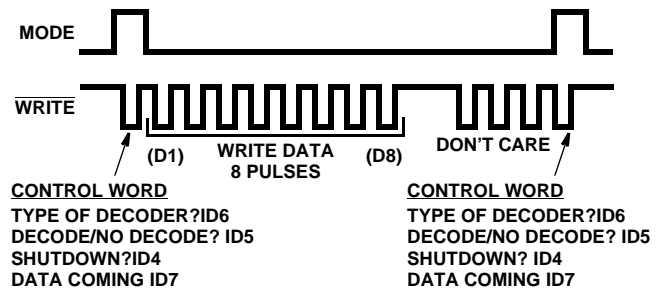 MODE
WRITE
(D1) WRITE DATA (D8) DON'T CARE
8 PULSES
CONTROL WORD
TYPE OF DECODER?ID6
DECODE/NO DECODE? ID5
SHUTDOWN?ID4
DATA COMING ID7
CONTROL WORD
TYPE OF DECODER?ID6
DECODE/NO DECODE? ID5
SHUTDOWN? ID4
DATA COMING ID7